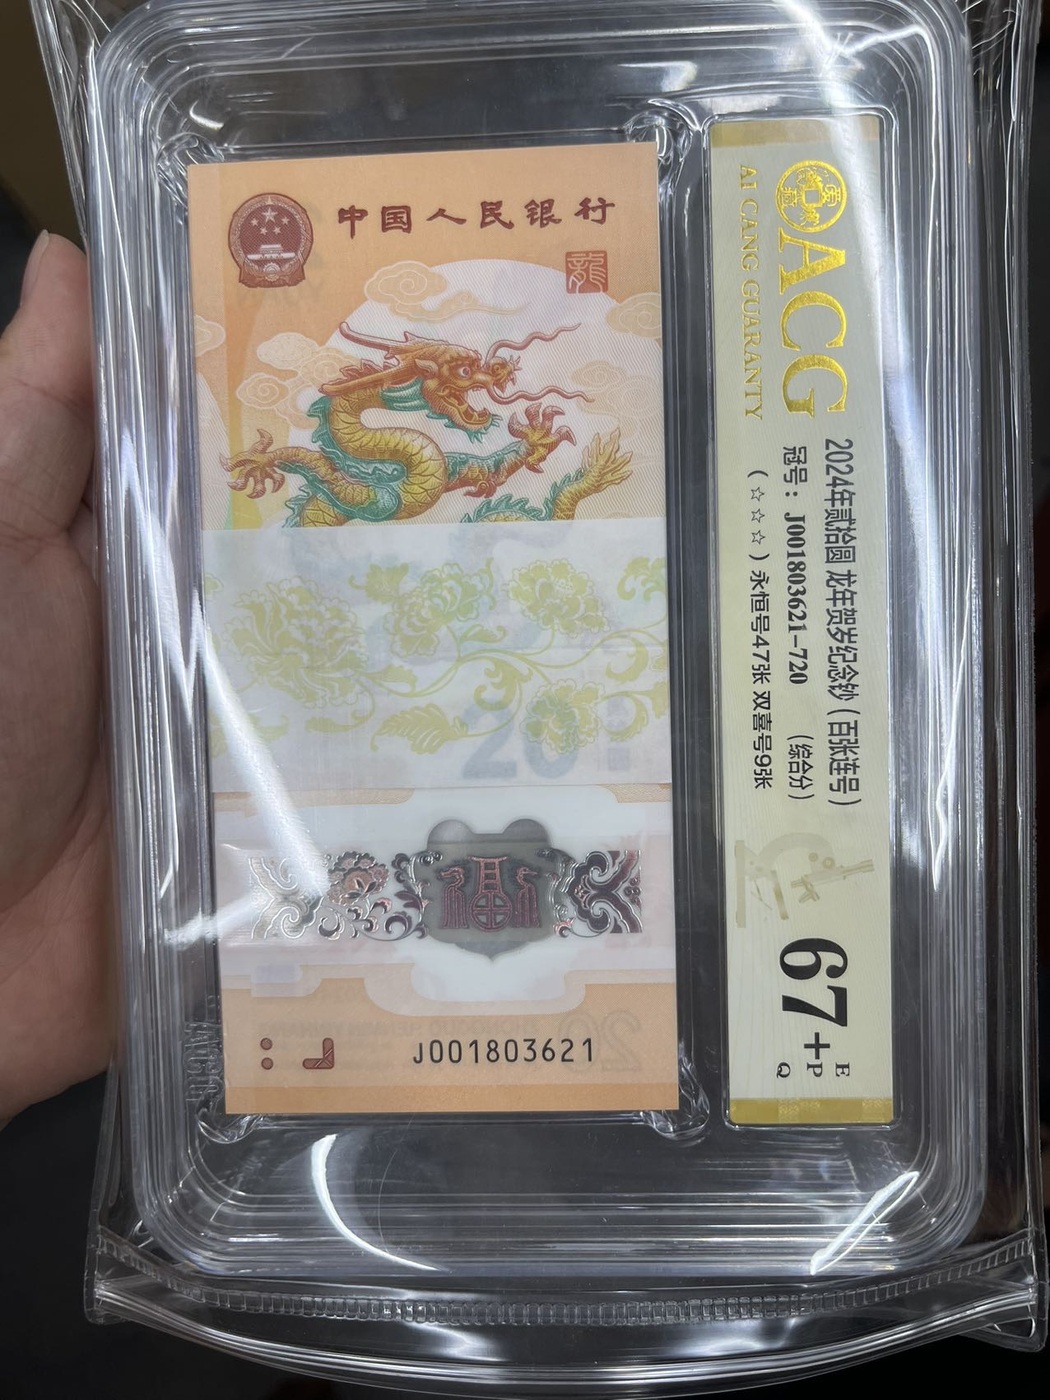 中国人民银行
龍
20
J001803621
ACG
AI CANG GUARANTY
2024年贰拾圆 龙年贺岁纪念钞 (百张连号)
冠号: J001803621-720 (综合分)
(☆☆☆) 永恒号47张 双喜号9张
67+
E
P
Q